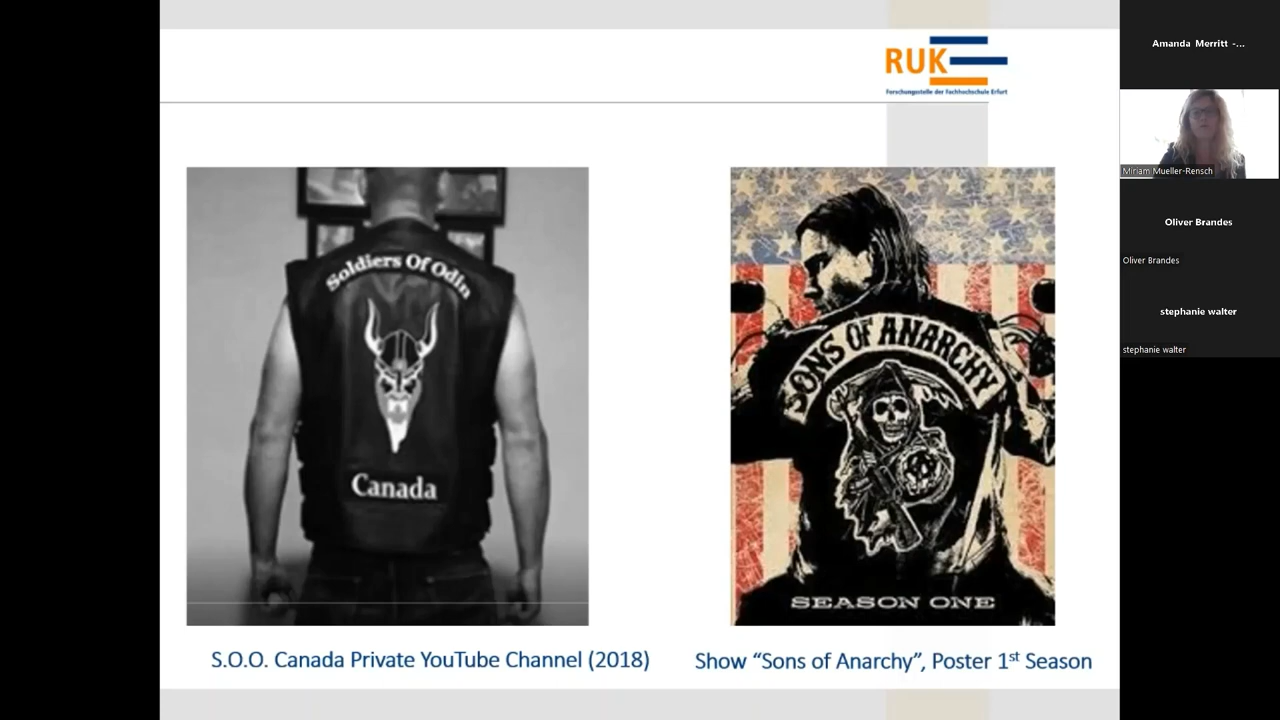 RUK
Forschungsstelle der Fachhochschule Erfurt
Soldiers Of Odin
Canada
SONS OF ANARCHY
SEASON ONE
S.O.O. Canada Private YouTube Channel (2018)
Show “Sons of Anarchy”, Poster 1st Season
Amanda Merritt -...
Miriam Mueller-Rensch
Oliver Brandes
Oliver Brandes
stephanie walter
stephanie walter